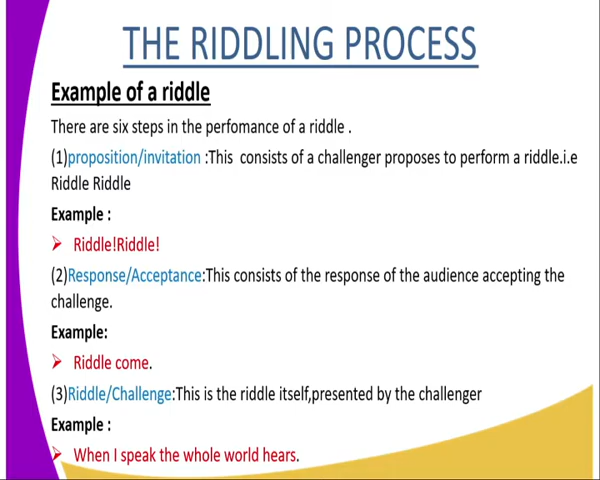 THE RIDDLING PROCESS
Example of a riddle
There are six steps in the perfomance of a riddle .
(1)proposition/invitation :This consists of a challenger proposes to perform a riddle.i.e
Riddle Riddle
Example :
➢ Riddle!Riddle!
(2)Response/Acceptance:This consists of the response of the audience accepting the
challenge.
Example:
➢ Riddle come.
(3)Riddle/Challenge:This is the riddle itself,presented by the challenger
Example :
➢ When I speak the whole world hears.